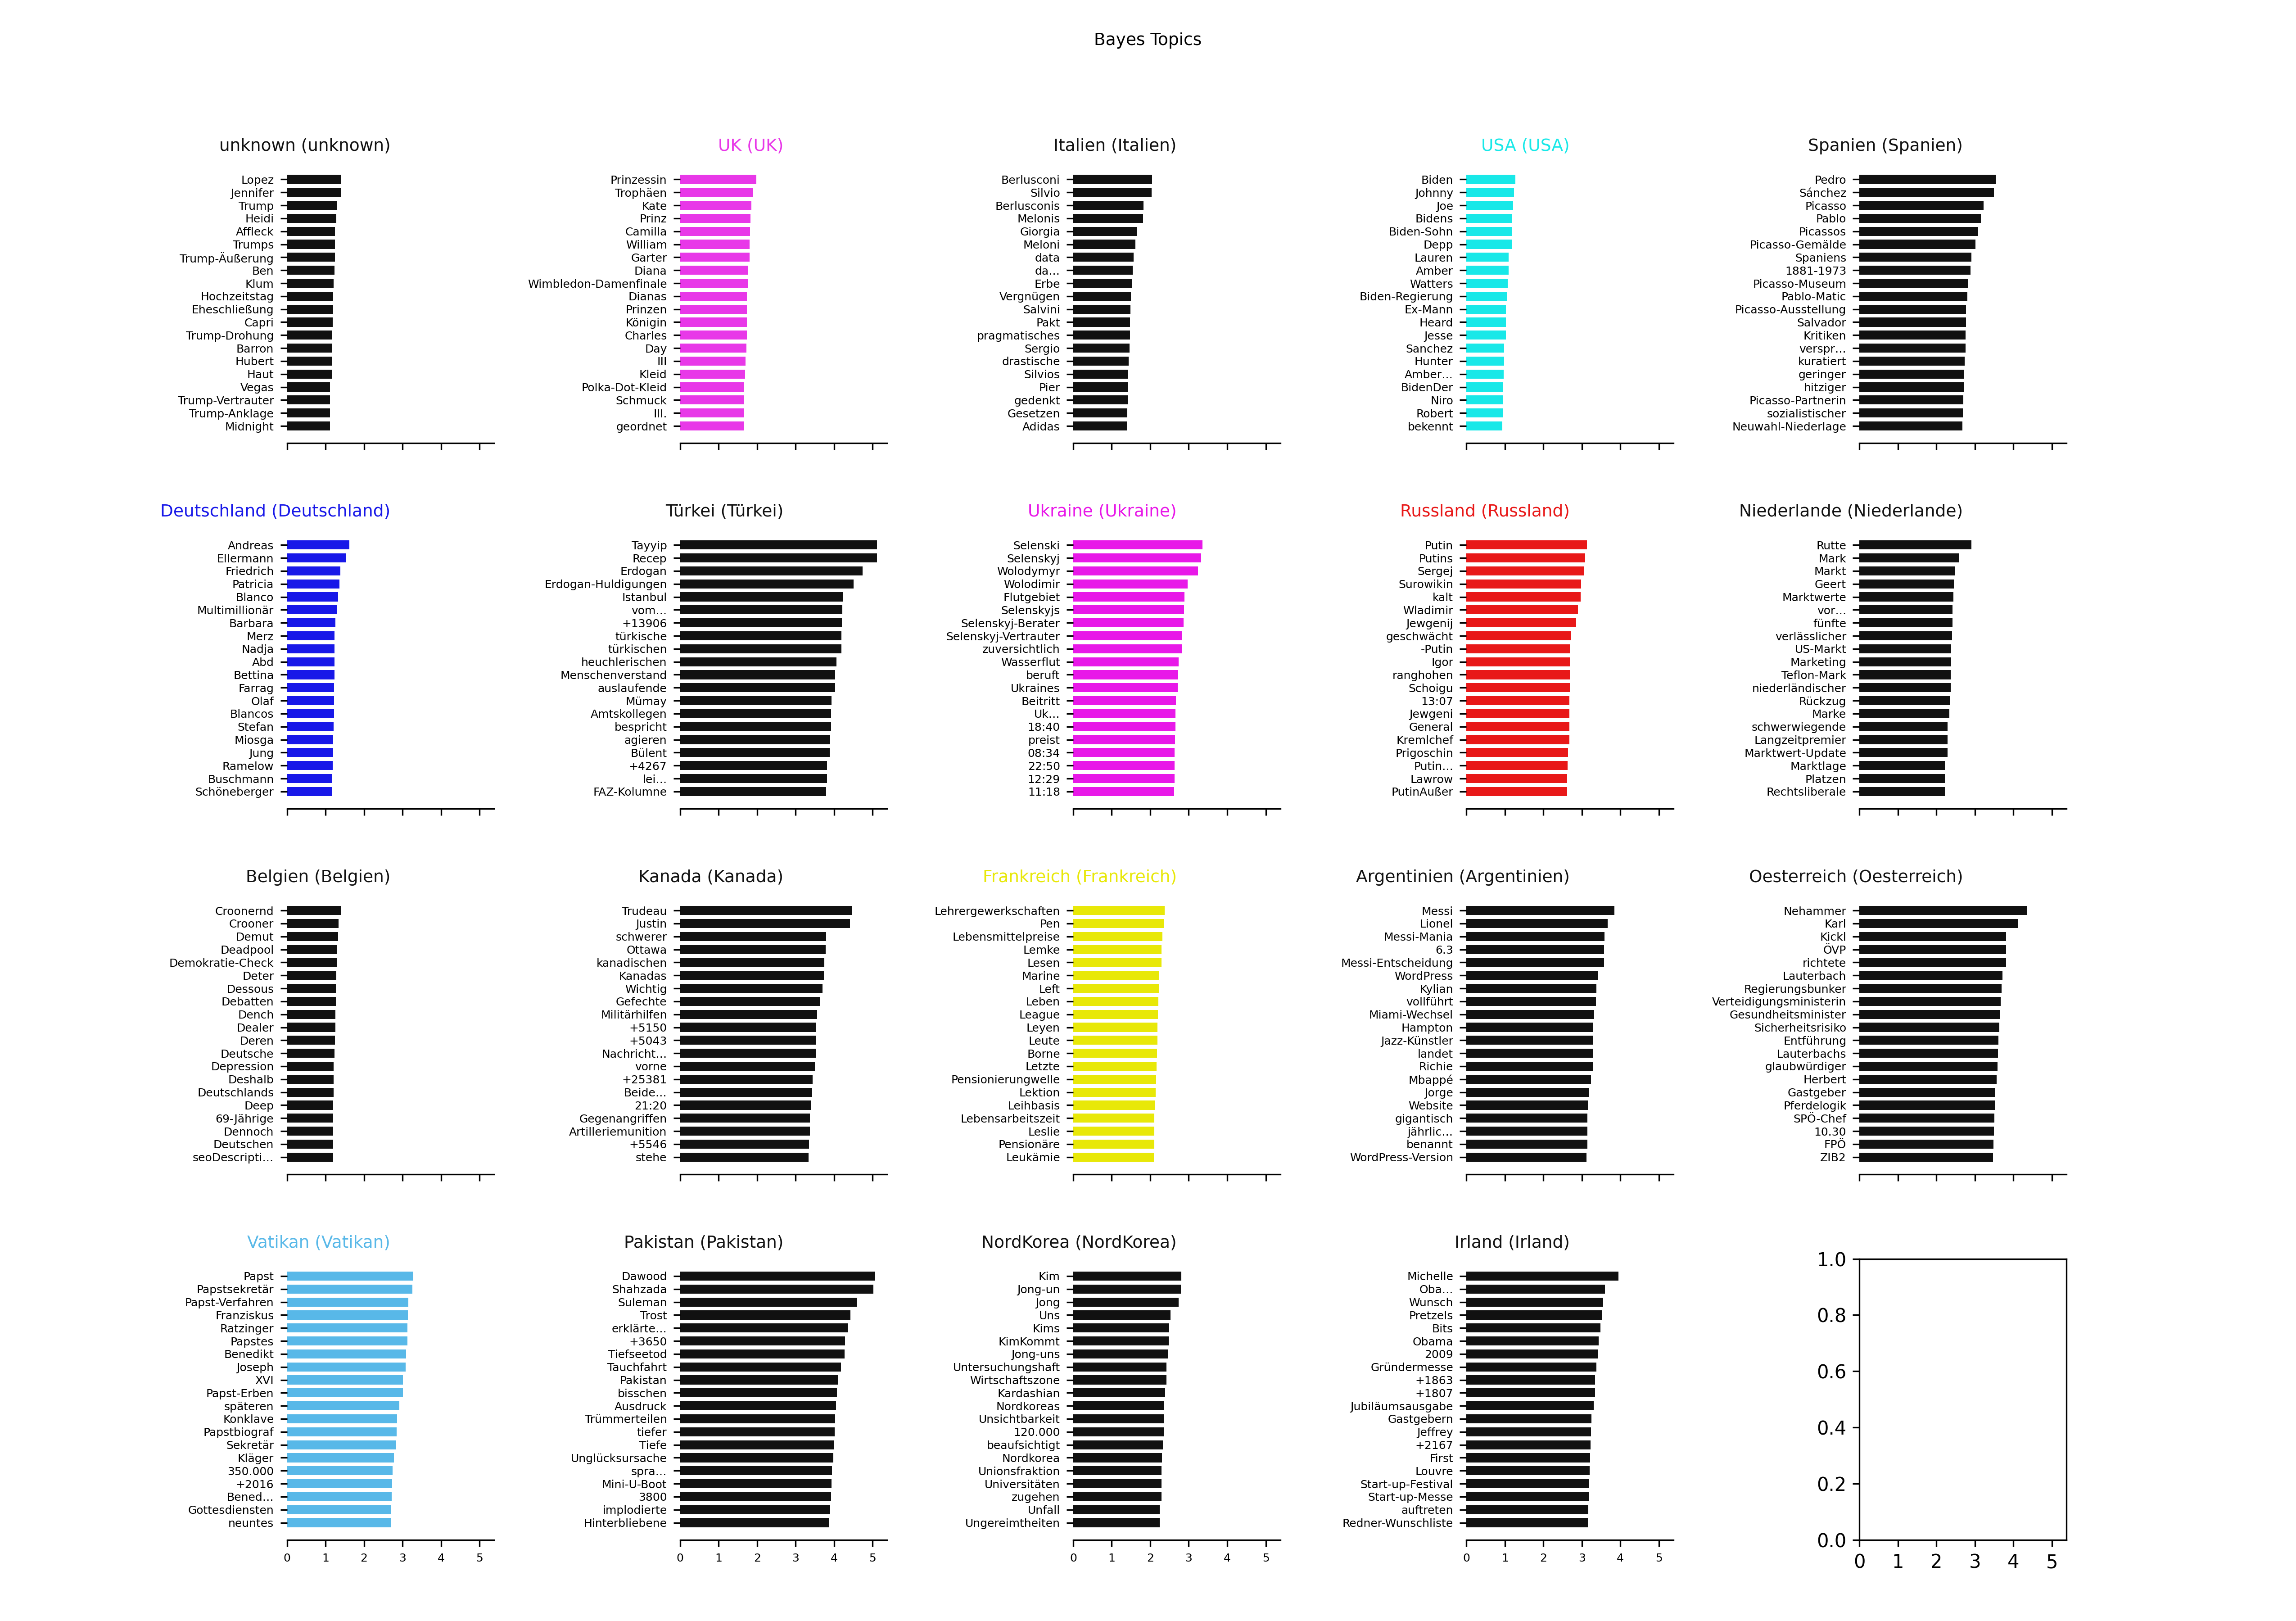 Bayes Topics
unknown (unknown)
Lopez
Jennifer
Trump
Heidi
Affleck
Trumps
Trump-Äußerung
Ben
Klum
Hochzeitstag
Eheschließung
Capri
Trump-Drohung
Barron
Hubert
Haut
Vegas
Trump-Vertrauter
Trump-Anklage
Midnight
UK (UK)
Prinzessin
Trophäen
Kate
Prinz
Camilla
William
Garter
Diana
Wimbledon-Damenfinale
Dianas
Prinzen
Königin
Charles
Day
III
Kleid
Polka-Dot-Kleid
Schmuck
III.
geordnet
Italien (Italien)
Berlusconi
Silvio
Berlusconis
Melonis
Giorgia
Meloni
data
da…
Erbe
Vergnügen
Salvini
Pakt
pragmatisches
Sergio
drastische
Silvios
Pier
gedenkt
Gesetzen
Adidas
USA (USA)
Biden
Johnny
Joe
Bidens
Biden-Sohn
Depp
Lauren
Amber
Watters
Biden-Regierung
Ex-Mann
Heard
Jesse
Sanchez
Hunter
Amber…
BidenDer
Niro
Robert
bekennt
Spanien (Spanien)
Pedro
Sánchez
Picasso
Pablo
Picassos
Picasso-Gemälde
Spaniens
1881-1973
Picasso-Museum
Pablo-Matic
Picasso-Ausstellung
Salvador
Kritiken
verspr…
kuratiert
geringer
hitziger
Picasso-Partnerin
sozialistischer
Neuwahl-Niederlage
Deutschland (Deutschland)
Andreas
Ellermann
Friedrich
Patricia
Blanco
Multimillionär
Barbara
Merz
Nadja
Abd
Bettina
Farrag
Olaf
Blancos
Stefan
Miosga
Jung
Ramelow
Buschmann
Schöneberger
Türkei (Türkei)
Tayyip
Recep
Erdogan
Erdogan-Huldigungen
Istanbul
vom…
+13906
türkische
türkischen
heuchlerischen
Menschenverstand
auslaufende
Mümay
Amtskollegen
bespricht
agieren
Bülent
+4267
lei…
FAZ-Kolumne
Ukraine (Ukraine)
Selenski
Selenskyj
Wolodymyr
Wolodimir
Flutgebiet
Selenskyjs
Selenskyj-Berater
Selenskyj-Vertrauter
zuversichtlich
Wasserflut
beruft
Ukraines
Beitritt
Uk…
18:40
preist
08:34
22:50
12:29
11:18
Russland (Russland)
Putin
Putins
Sergej
Surowikin
kalt
Wladimir
Jewgenij
geschwächt
-Putin
Igor
ranghohen
Schoigu
13:07
Jewgeni
General
Kremlchef
Prigoschin
Putin…
Lawrow
PutinAußer
Niederlande (Niederlande)
Rutte
Mark
Markt
Geert
Marktwerte
vor…
fünfte
verlässlicher
US-Markt
Marketing
Teflon-Mark
niederländischer
Rückzug
Marke
schwerwiegende
Langzeitpremier
Marktwert-Update
Marktlage
Platzen
Rechtsliberale
Belgien (Belgien)
Croonernd
Crooner
Demut
Deadpool
Demokratie-Check
Deter
Dessous
Debatten
Dench
Dealer
Deren
Deutsche
Depression
Deshalb
Deutschlands
Deep
69-Jährige
Dennoch
Deutschen
seoDescripti…
Kanada (Kanada)
Trudeau
Justin
schwerer
Ottawa
kanadischen
Kanadas
Wichtig
Gefechte
Militärhilfen
+5150
+5043
Nachricht…
vorne
+25381
Beide…
21:20
Gegenangriffen
Artilleriemunition
+5546
stehe
Frankreich (Frankreich)
Lehrergewerkschaften
Pen
Lebensmittelpreise
Lemke
Lesen
Marine
Left
Leben
League
Leyen
Leute
Borne
Letzte
Pensionierungwelle
Lektion
Leihbasis
Lebensarbeitszeit
Leslie
Pensionäre
Leukämie
Argentinien (Argentinien)
Messi
Lionel
Messi-Mania
6.3
Messi-Entscheidung
WordPress
Kylian
vollführt
Miami-Wechsel
Hampton
Jazz-Künstler
landet
Richie
Mbappé
Jorge
Website
gigantisch
jährlic…
benannt
WordPress-Version
Oesterreich (Oesterreich)
Nehammer
Karl
Kickl
ÖVP
richtete
Lauterbach
Regierungsbunker
Verteidigungsministerin
Gesundheitsminister
Sicherheitsrisiko
Entführung
Lauterbachs
glaubwürdiger
Herbert
Gastgeber
Pferdelogik
SPÖ-Chef
10.30
FPÖ
ZIB2
Vatikan (Vatikan)
Papst
Papstsekretär
Papst-Verfahren
Franziskus
Ratzinger
Papstes
Benedikt
Joseph
XVI
Papst-Erben
späteren
Konklave
Papstbiograf
Sekretär
Kläger
350.000
+2016
Bened…
Gottesdiensten
neuntes
0 1 2 3 4 5
Pakistan (Pakistan)
Dawood
Shahzada
Suleman
Trost
erklärte…
+3650
Tiefseetod
Tauchfahrt
Pakistan
bisschen
Ausdruck
Trümmerteilen
tiefer
Tiefe
Unglücksursache
spra…
Mini-U-Boot
3800
implodierte
Hinterbliebene
0 1 2 3 4 5
NordKorea (NordKorea)
Kim
Jong-un
Jong
Uns
Kims
KimKommt
Jong-uns
Untersuchungshaft
Wirtschaftszone
Kardashian
Nordkoreas
Unsichtbarkeit
120.000
beaufsichtigt
Nordkorea
Unionsfraktion
Universitäten
zugehen
Unfall
Ungereimtheiten
0 1 2 3 4 5
Irland (Irland)
Michelle
Oba…
Wunsch
Pretzels
Bits
Obama
2009
Gründermesse
+1863
+1807
Jubiläumsausgabe
Gastgebern
Jeffrey
+2167
First
Louvre
Start-up-Festival
Start-up-Messe
auftreten
Redner-Wunschliste
0 1 2 3 4 5
1.0
0.8
0.6
0.4
0.2
0.0
0 1 2 3 4 5